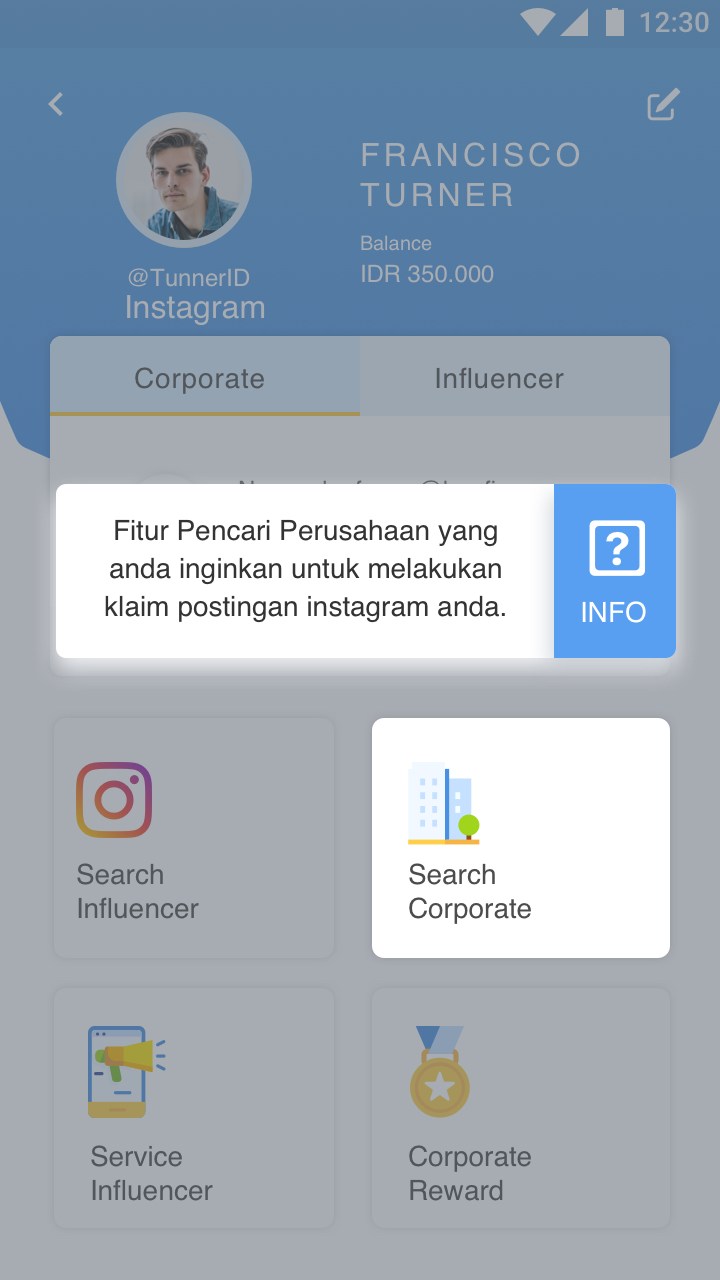 12:30
FRANCISCO
TURNER
Balance
IDR 350.000
@TunnerID
Instagram
Corporate
Influencer
Fitur Pencari Perusahaan yang
anda inginkan untuk melakukan
klaim postingan instagram anda.
?
INFO
Search
Influencer
Search
Corporate
Service
Influencer
Corporate
Reward